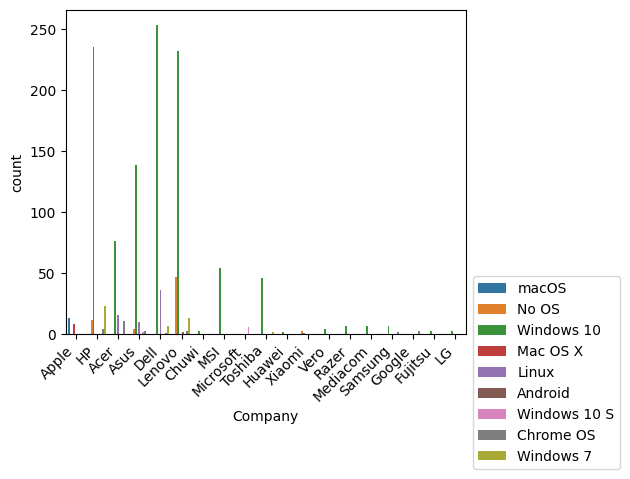 250
200
150
100
50
0
count
Apple
HP
Acer
Asus
Dell
Lenovo
Chuwi
MSI
Microsoft
Toshiba
Huawei
Xiaomi
Vero
Razer
Mediacom
Samsung
Google
Fujitsu
LG
Company
macOS
No OS
Windows 10
Mac OS X
Linux
Android
Windows 10 S
Chrome OS
Windows 7